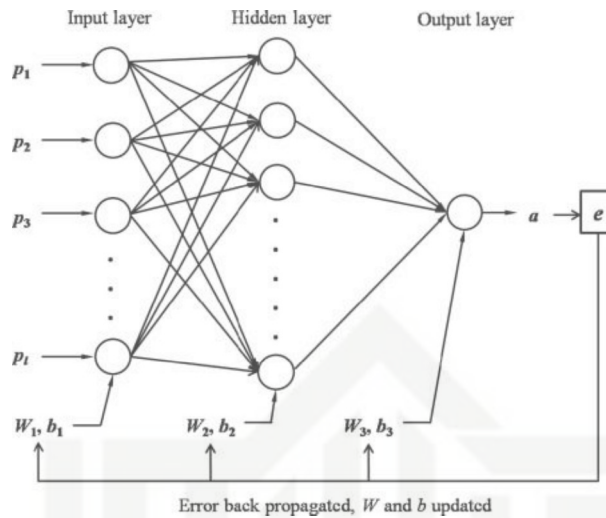 Input layer
Hidden layer
Output layer
p₁
p₂
p₃
pₗ
a
e
W₁, b₁
W₂, b₂
W₃, b₃
Error back propagated, W and b updated